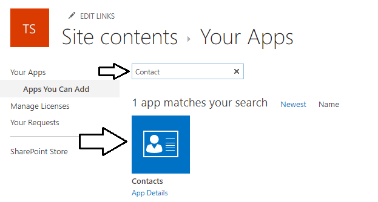 TS
EDIT LINKS
Site contents › Your Apps
Your Apps
Apps You Can Add
Manage Licenses
Your Requests
SharePoint Store
Contact
1 app matches your search
Newest
Name
Contacts
App Details